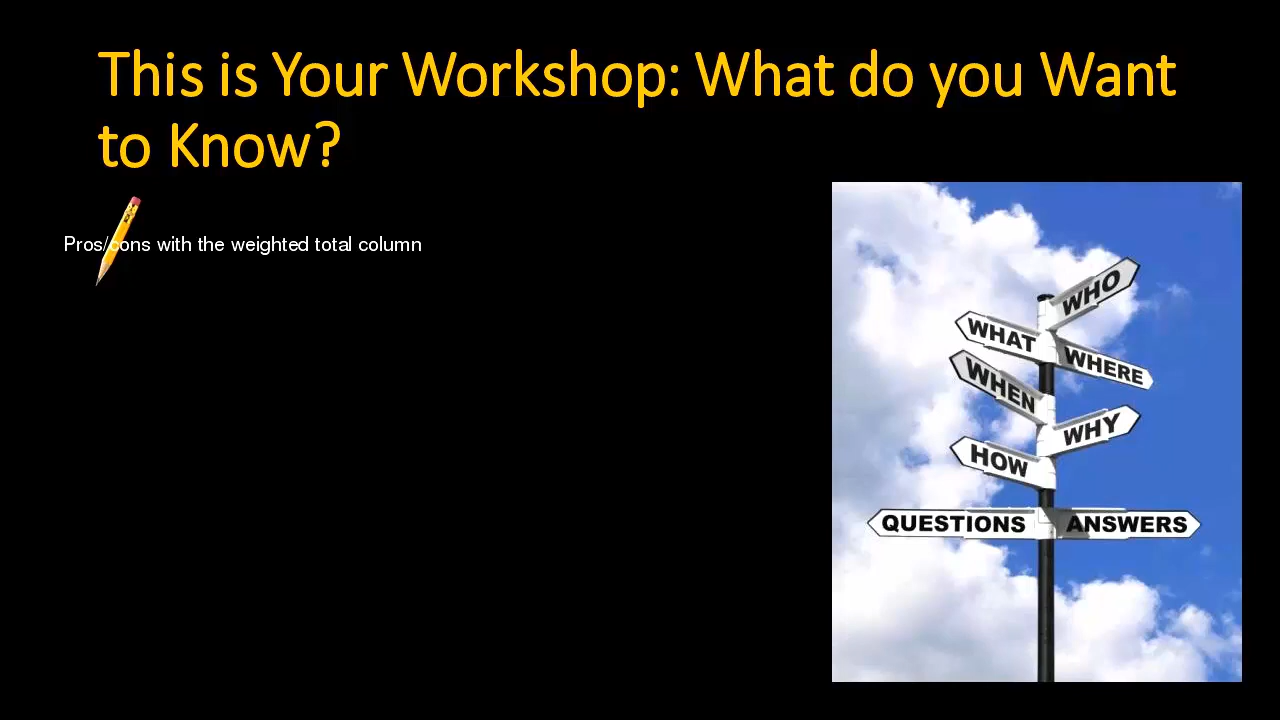 This is Your Workshop: What do you Want
to Know?
Pros/cons with the weighted total column
WHO
WHAT
WHERE
WHEN
WHY
HOW
QUESTIONS ANSWERS